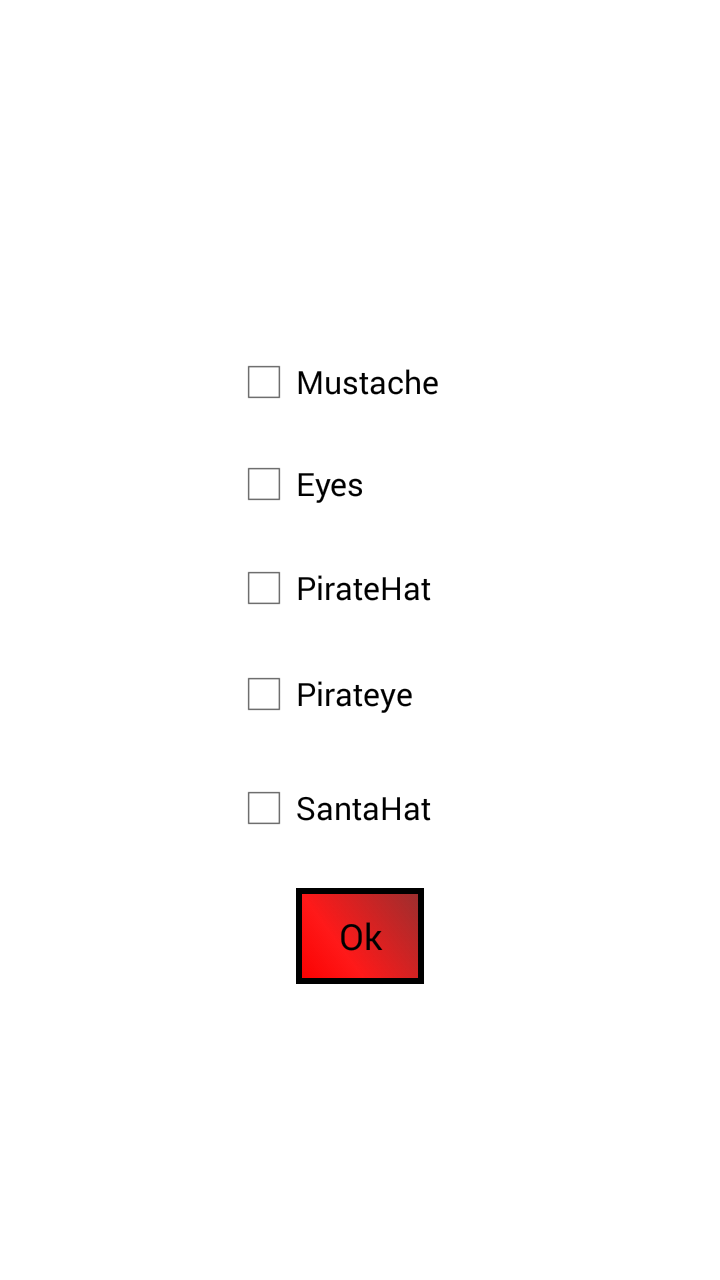 Mustache
Eyes
PirateHat
Pirateye
SantaHat
Ok